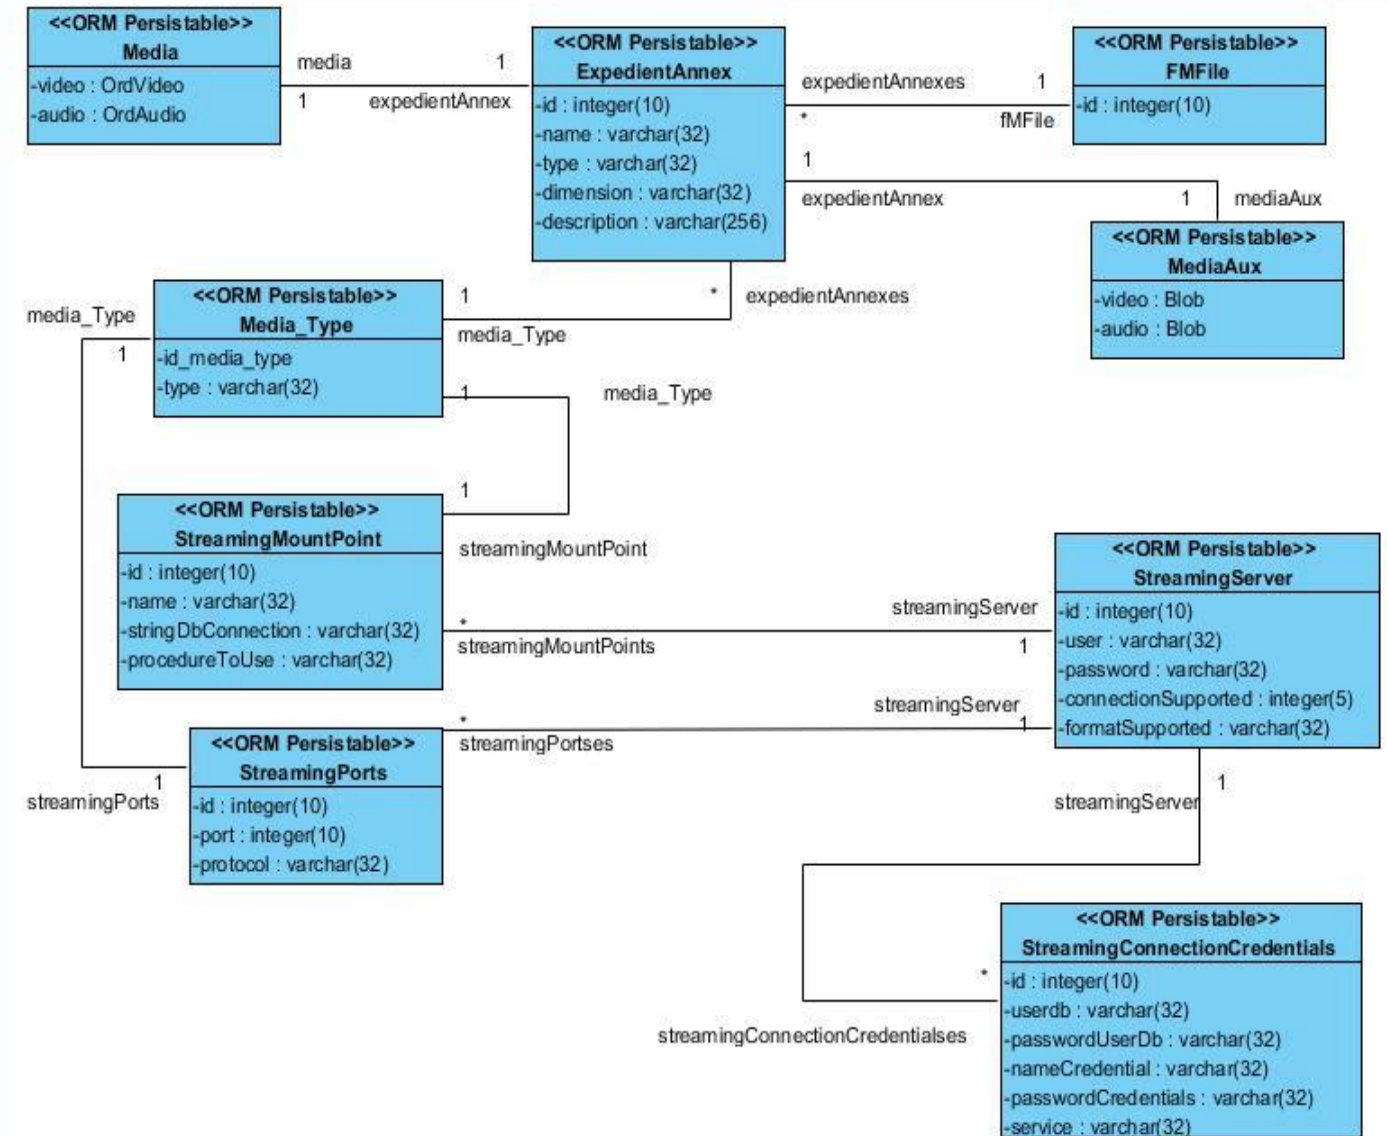 <<ORM Persistable>>
Media
-video : OrdVideo
-audio : OrdAudio
media
1
1
expedientAnnex
<<ORM Persistable>>
ExpedientAnnex
-id : integer(10)
-name : varchar(32)
-type : varchar(32)
-dimension : varchar(32)
-description : varchar(256)
expedientAnnexes
1
*
fMFile
<<ORM Persistable>>
FMFile
-id : integer(10)
1
expedientAnnex
1
mediaAux
<<ORM Persistable>>
MediaAux
-video : Blob
-audio : Blob
*
expedientAnnexes
1
media_Type
<<ORM Persistable>>
Media_Type
-id_media_type
-type : varchar(32)
media_Type
1
1
media_Type
1
streamingMountPoint
<<ORM Persistable>>
StreamingMountPoint
-id : integer(10)
-name : varchar(32)
-stringDbConnection : varchar(32)
-procedureToUse : varchar(32)
*
streamingMountPoints
streamingServer
1
<<ORM Persistable>>
StreamingServer
-id : integer(10)
-user : varchar(32)
-password : varchar(32)
-connectionSupported : integer(5)
-formatSupported : varchar(32)
streamingServer
1
*
streamingPortses
<<ORM Persistable>>
StreamingPorts
-id : integer(10)
-port : integer(10)
-protocol : varchar(32)
1
streamingPorts
1
streamingServer
*
streamingConnectionCredentialses
<<ORM Persistable>>
StreamingConnectionCredentials
-id : integer(10)
-userdb : varchar(32)
-passwordUserDb : varchar(32)
-nameCredential : varchar(32)
-passwordCredentials : varchar(32)
-service : varchar(32)